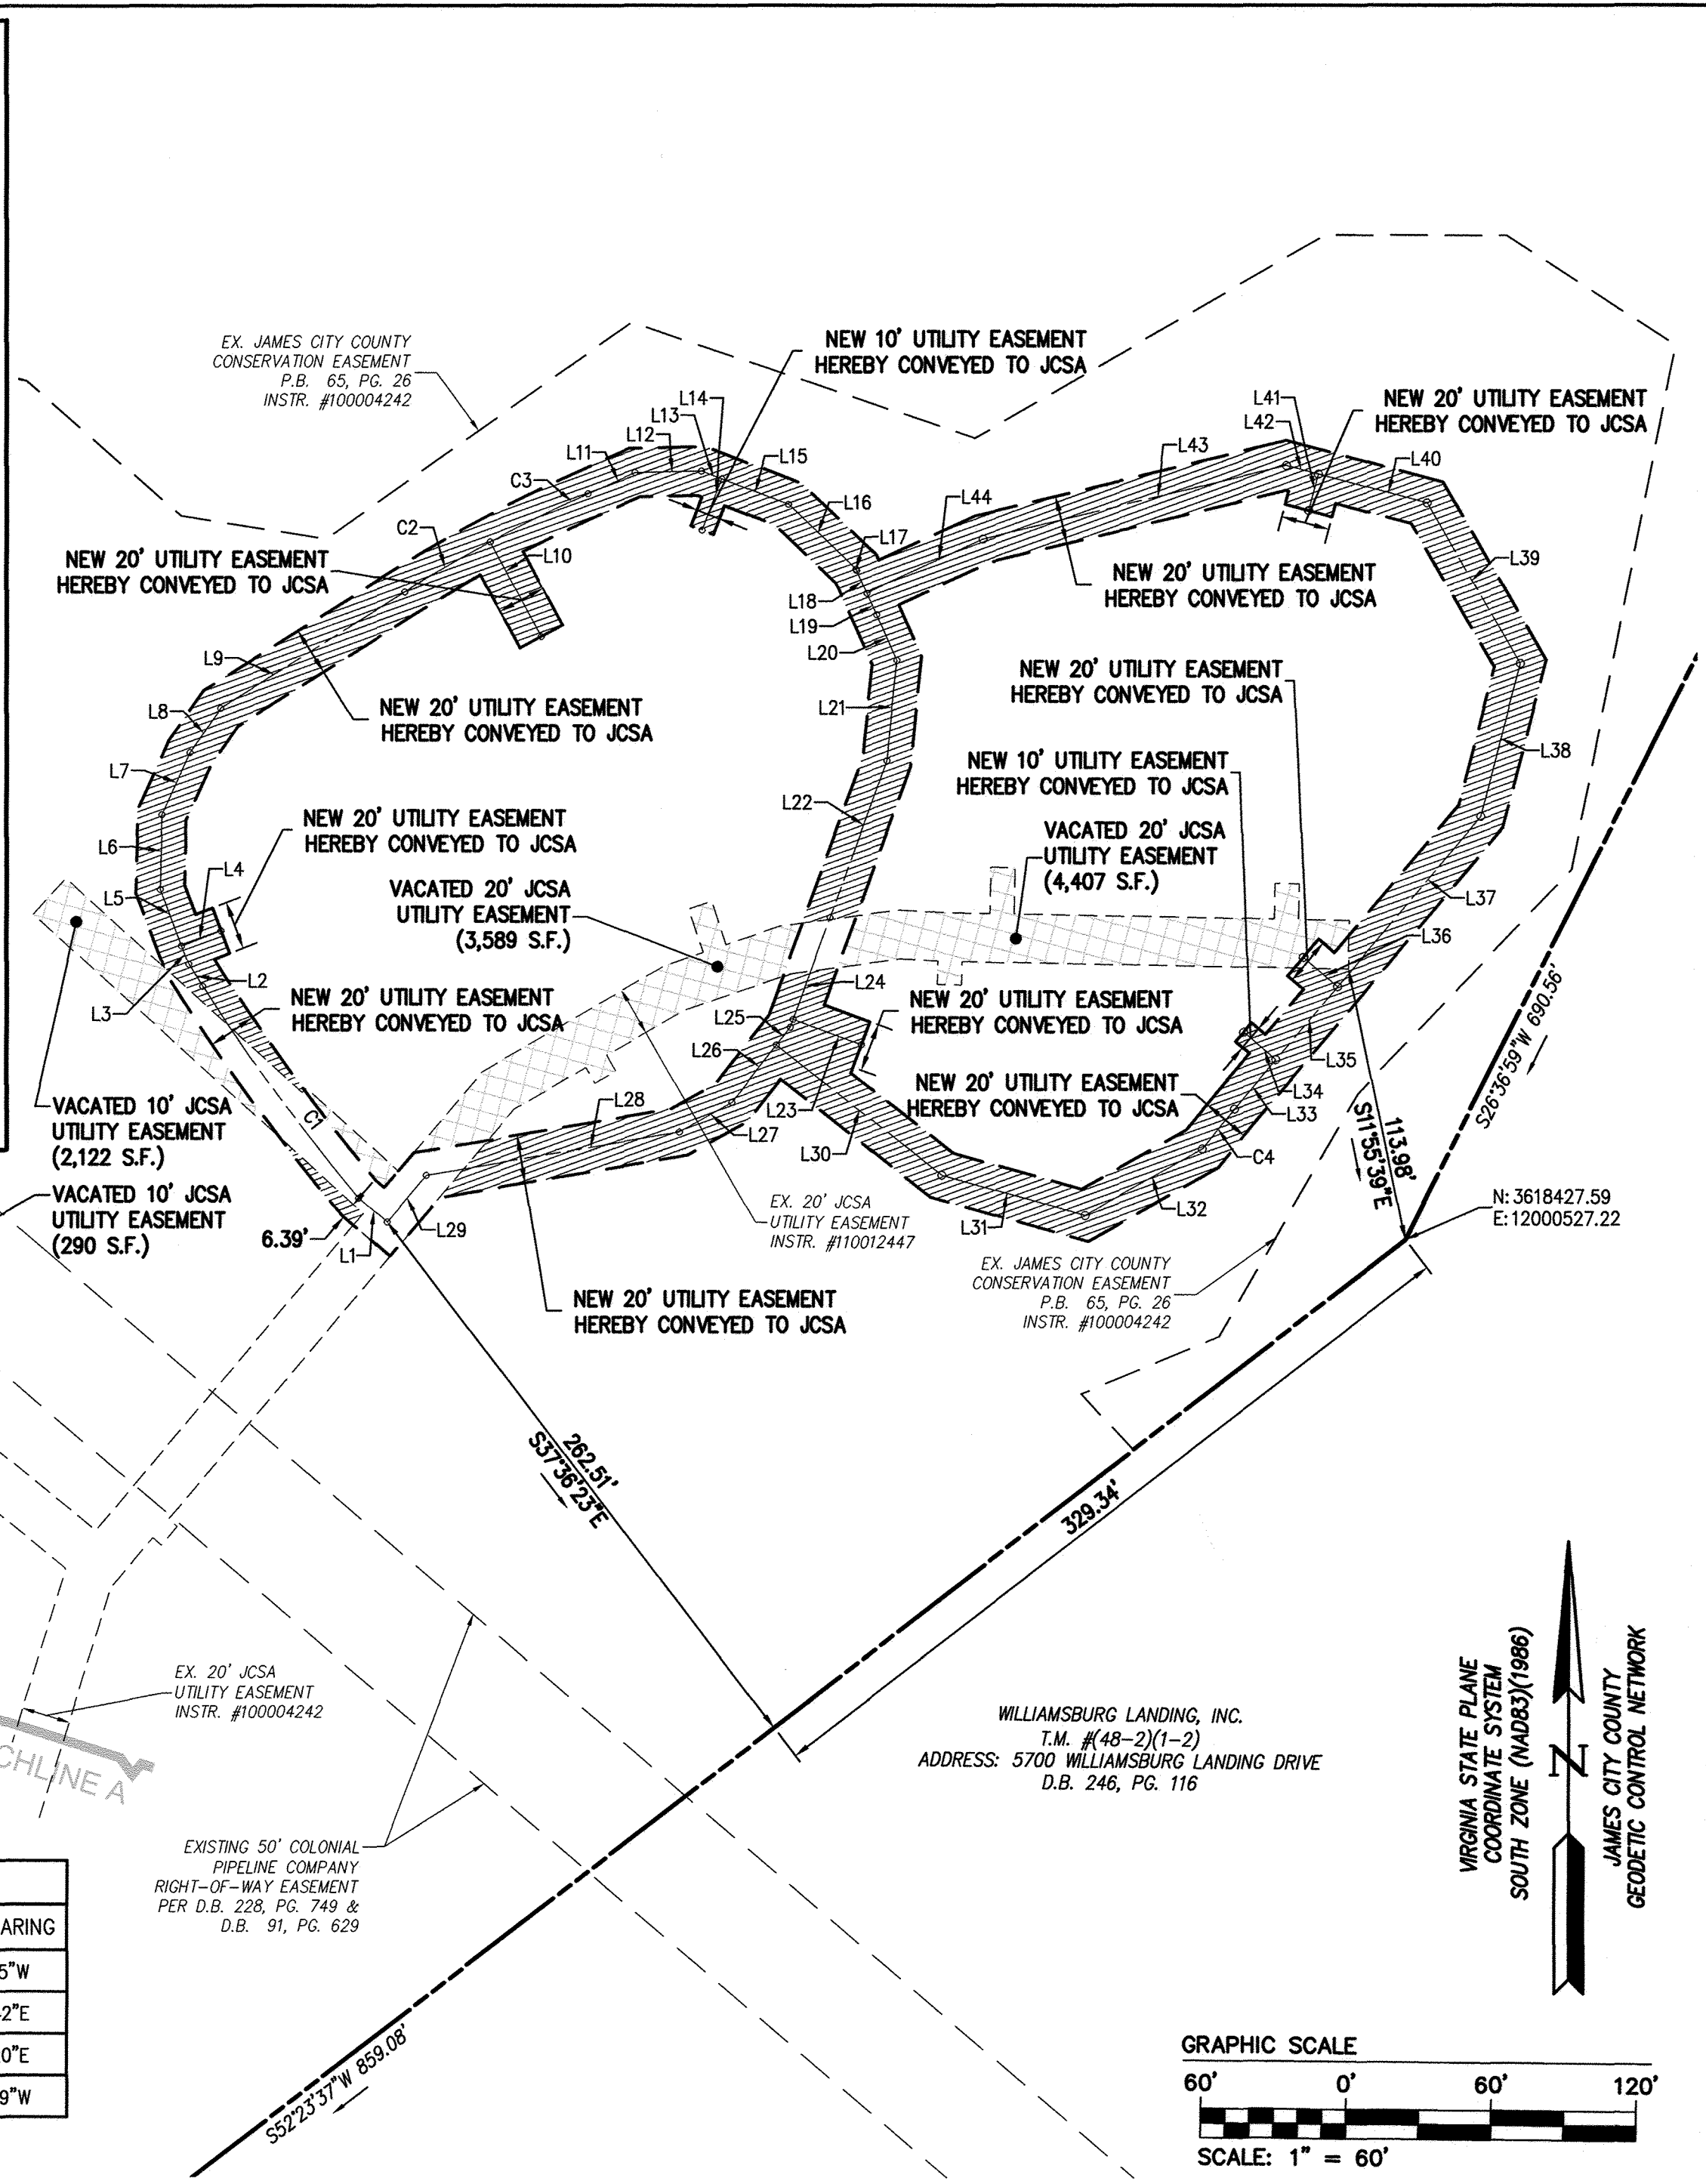 EX. JAMES CITY COUNTY
CONSERVATION EASEMENT
P.B. 65, PG. 26
INSTR. #100004242
NEW 10' UTILITY EASEMENT
HEREBY CONVEYED TO JCSA
NEW 20' UTILITY EASEMENT
HEREBY CONVEYED TO JCSA
L14
L13
L12
L11
C3
L15
L16
C2
L41
L42
L43
L40
L44
L17
NEW 20' UTILITY EASEMENT
HEREBY CONVEYED TO JCSA
L10
L39
NEW 20' UTILITY EASEMENT
HEREBY CONVEYED TO JCSA
L18
L19
L20
L9
NEW 20' UTILITY EASEMENT
HEREBY CONVEYED TO JCSA
L8
NEW 20' UTILITY EASEMENT
HEREBY CONVEYED TO JCSA
L21
L38
L7
NEW 10' UTILITY EASEMENT
HEREBY CONVEYED TO JCSA
L22
NEW 20' UTILITY EASEMENT
HEREBY CONVEYED TO JCSA
VACATED 20' JCSA
UTILITY EASEMENT
(4,407 S.F.)
L6
L4
L5
VACATED 20' JCSA
UTILITY EASEMENT
(3,589 S.F.)
L37
L36
L2
L3
NEW 20' UTILITY EASEMENT
HEREBY CONVEYED TO JCSA
L24
L25
NEW 20' UTILITY EASEMENT
HEREBY CONVEYED TO JCSA
S26°36'59"W 690.56'
L26
L35
L34
L33
NEW 20' UTILITY EASEMENT
HEREBY CONVEYED TO JCSA
113.98'
S11°55'39"E
VACATED 10' JCSA
UTILITY EASEMENT
(2,122 S.F.)
C1
L28
L23
L27
L30
C4
VACATED 10' JCSA
UTILITY EASEMENT
(290 S.F.)
6.39'
L1
L29
EX. 20' JCSA
UTILITY EASEMENT
INSTR. #110012447
L31
L32
N: 3618427.59
E: 12000527.22
EX. JAMES CITY COUNTY
CONSERVATION EASEMENT
P.B. 65, PG. 26
INSTR. #100004242
NEW 20' UTILITY EASEMENT
HEREBY CONVEYED TO JCSA
262.51'
S37°36'23"E
329.34'
EX. 20' JCSA
UTILITY EASEMENT
INSTR. #100004242
CHLINE A
WILLIAMSBURG LANDING, INC.
T.M. #(48-2)(1-2)
ADDRESS: 5700 WILLIAMSBURG LANDING DRIVE
D.B. 246, PG. 116
VIRGINIA STATE PLANE
COORDINATE SYSTEM
SOUTH ZONE (NAD83)(1986)
N
JAMES CITY COUNTY
GEODETIC CONTROL NETWORK
EXISTING 50' COLONIAL
PIPELINE COMPANY
RIGHT-OF-WAY EASEMENT
PER D.B. 228, PG. 749 &
D.B. 91, PG. 629
ARING
5"W
2"E
0"E
9"W
S52°23'37"W 859.08'
GRAPHIC SCALE
60' 0' 60' 120'
SCALE: 1" = 60'